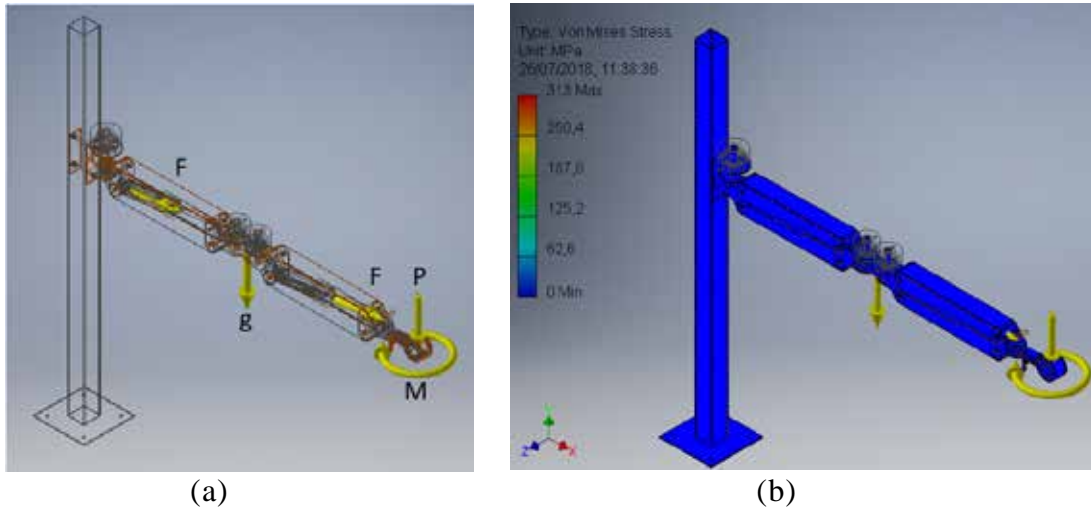 F
F
P
g
M
(a)
Type: Von Mises Stress
Unit: MPa
26/07/2018, 11:38:36
313 Max
250,4
187,8
125,2
62,6
0 Min
Y
Z
X
(b)